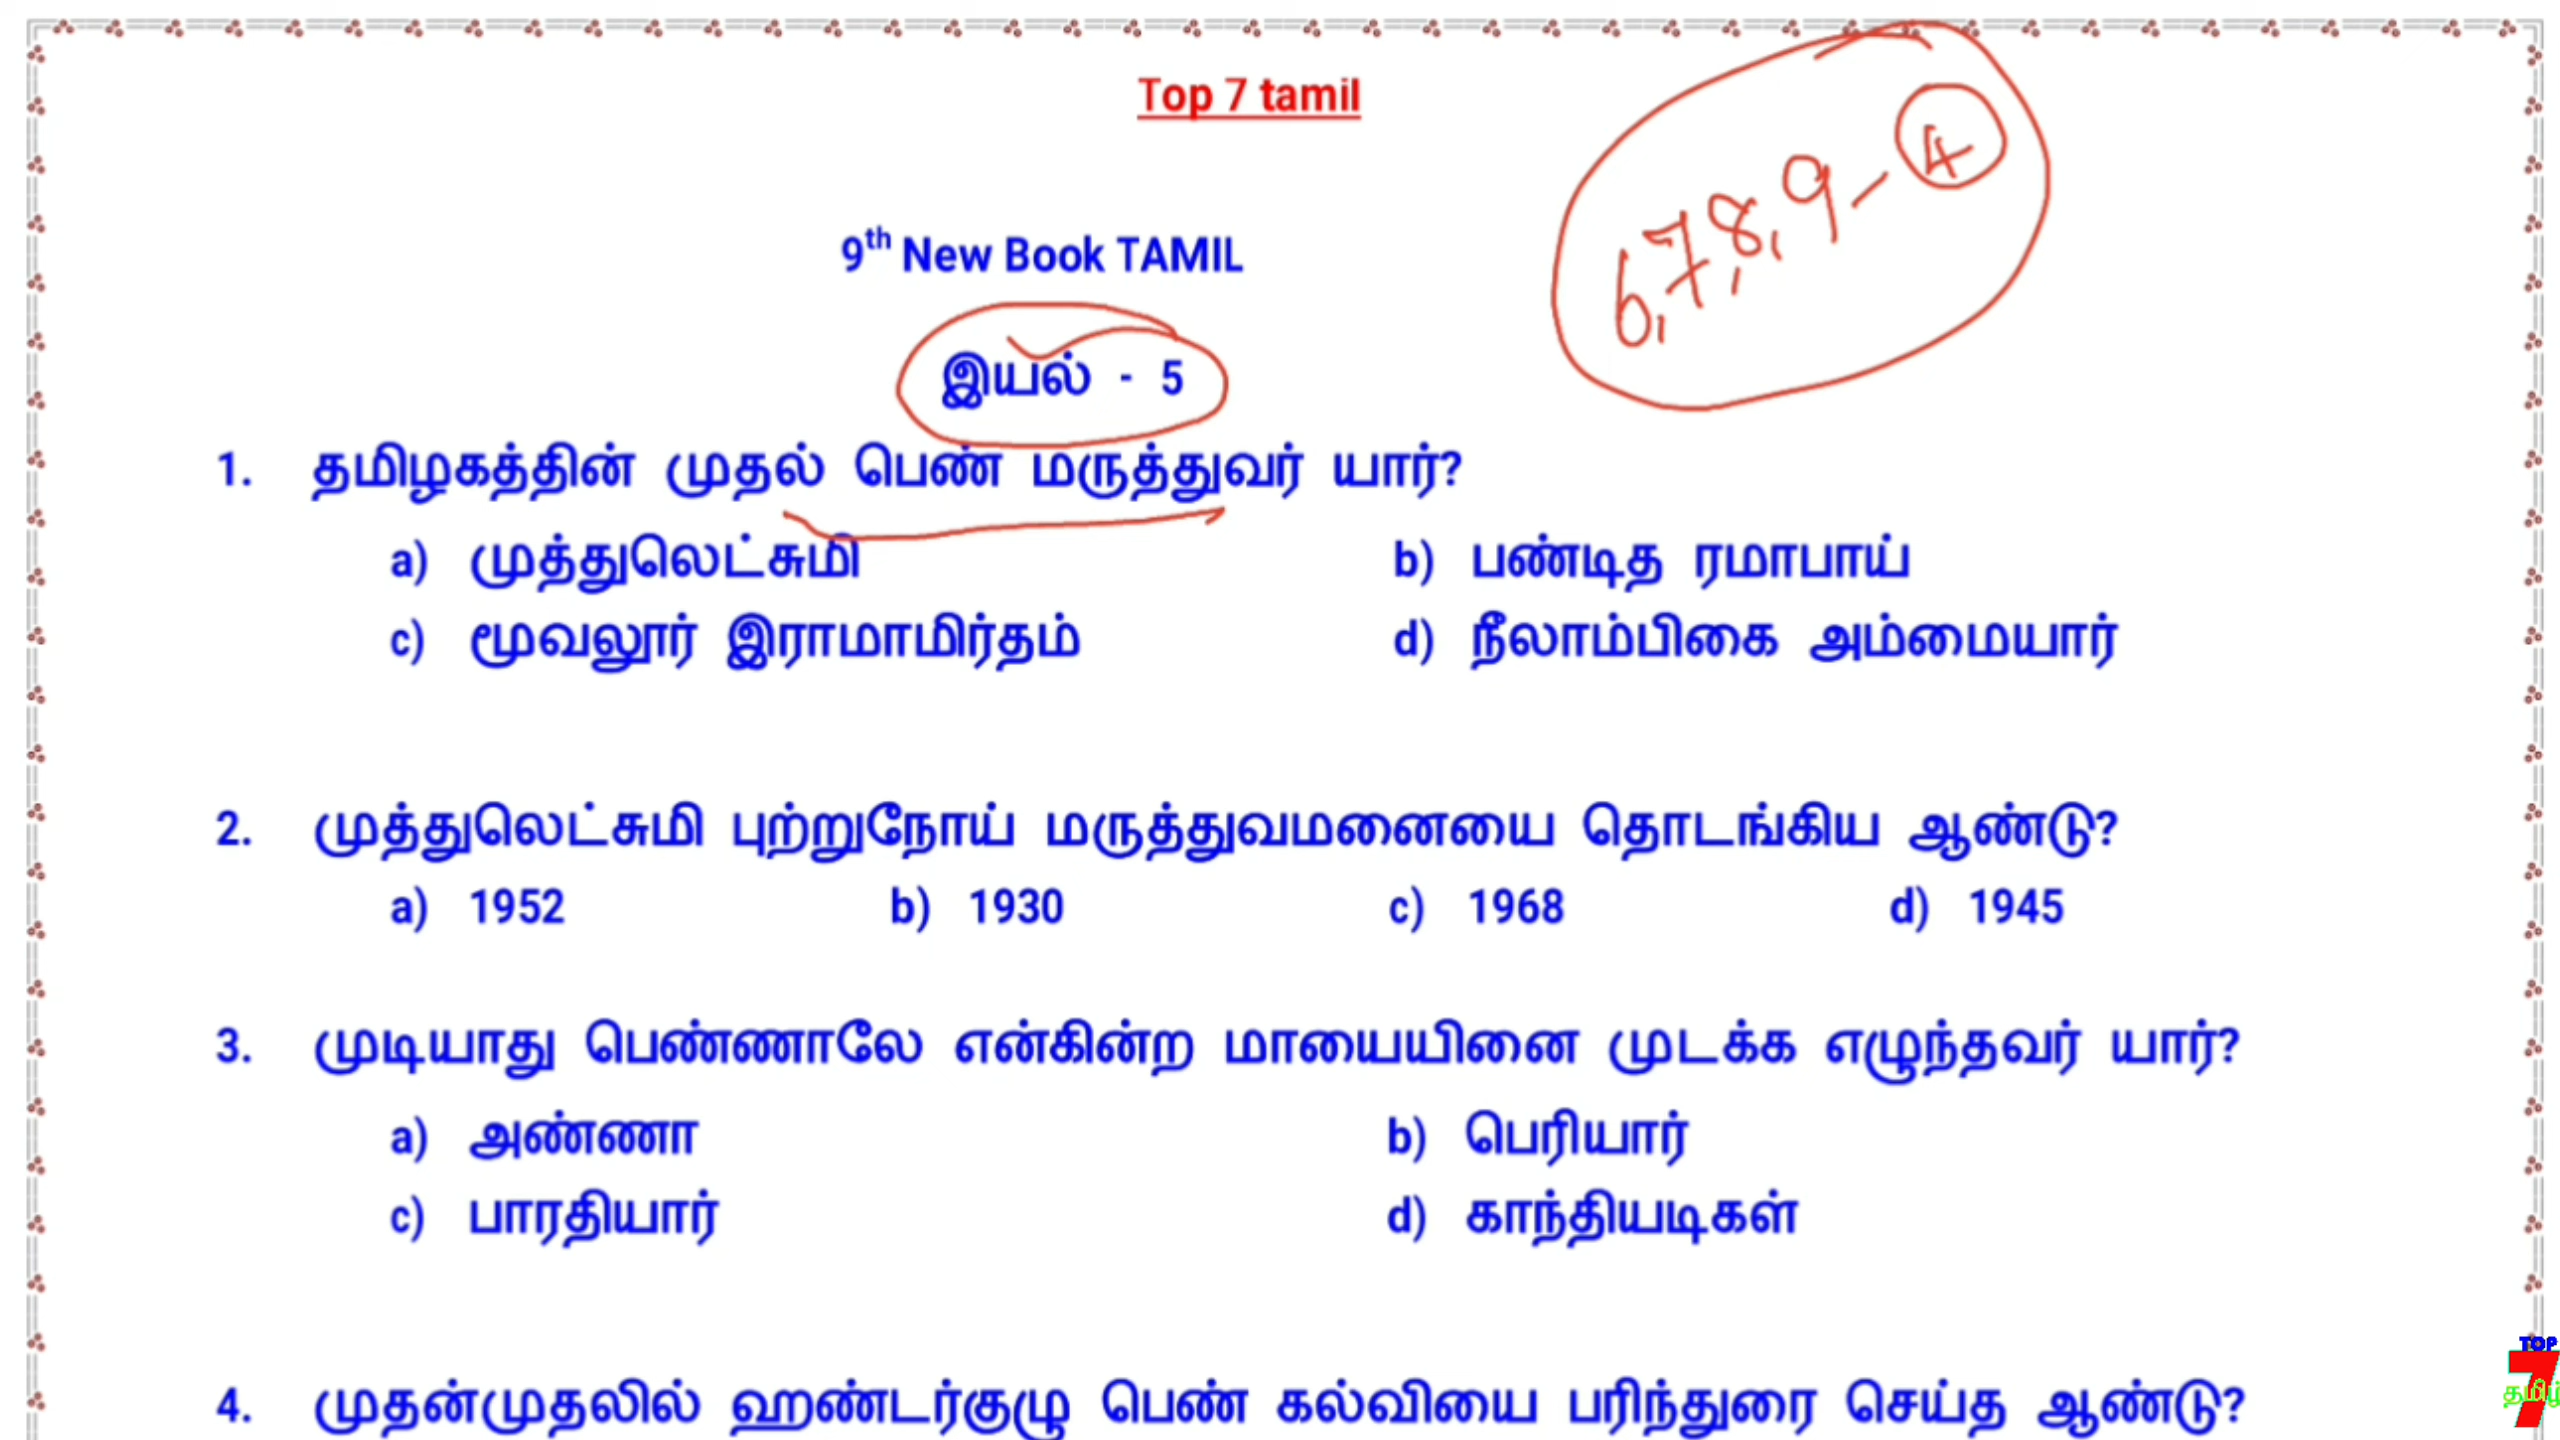 Top 7 tamil
6,7,8,9-4
9th New Book TAMIL
இயல் - 5
1. தமிழகத்தின் முதல் பெண் மருத்துவர் யார்?
a) முத்துலெட்சுமி b) பண்டித ரமாபாய்
c) மூவலூர் இராமாமிர்தம் d) நீலாம்பிகை அம்மையார்
2. முத்துலெட்சுமி புற்றுநோய் மருத்துவமனையை தொடங்கிய ஆண்டு?
a) 1952 b) 1930 c) 1968 d) 1945
3. முடியாது பெண்ணாலே என்கின்ற மாயையினை முடக்க எழுந்தவர் யார்?
a) அண்ணா b) பெரியார்
c) பாரதியார் d) காந்தியடிகள்
4. முதன்முதலில் ஹண்டர்குழு பெண் கல்வியை பரிந்துரை செய்த ஆண்டு?
TOP
7
தமிழ்